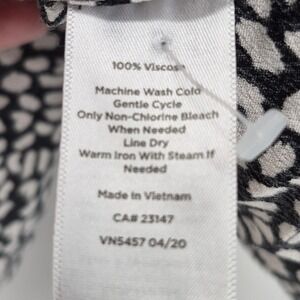 100% Viscose
Machine Wash Cold
Gentle Cycle
Only Non-Chlorine Bleach
When Needed
Line Dry
Warm Iron With Steam If
Needed
Made in Vietnam
CA# 23147
VN5457 04/20